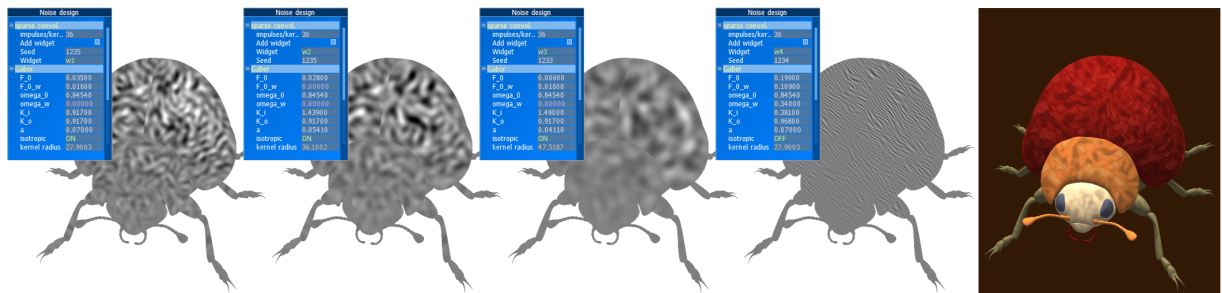 Noise design
sparse convol.
impulses/ker.. 36
Add widget
Seed 1235
Widget w1
Gabor
F_0 0.03500
F_0_w 0.01600
omega_0 0.84540
omega_w 0.00000
K_i 0.91700
K_o 0.91700
a 0.07000
isotropic ON
kernel radius 27.9003
Noise design
sparse convol.
impulses/ker.. 36
Add widget
Widget w2
Seed 1235
Gabor
F_0 0.02800
F_0_w 0.00000
omega_0 0.84540
omega_w 0.00000
K_i 1.43900
K_o 0.91700
a 0.05410
isotropic ON
kernel radius 36.1002
Noise design
sparse convol.
impulses/ker.. 36
Add widget
Widget w3
Seed 1233
Gabor
F_0 0.00600
F_0_w 0.01600
omega_0 0.84540
omega_w 0.00000
K_i 1.49000
K_o 0.91700
a 0.04110
isotropic ON
kernel radius 47.5187
Noise design
sparse convol.
impulses/ker.. 36
Add widget
Widget w4
Seed 1234
Gabor
F_0 0.19900
F_0_w 0.10900
omega_0 0.84540
omega_w 0.34000
K_i 0.38100
K_o 0.96800
a 0.07000
isotropic OFF
kernel radius 27.9003